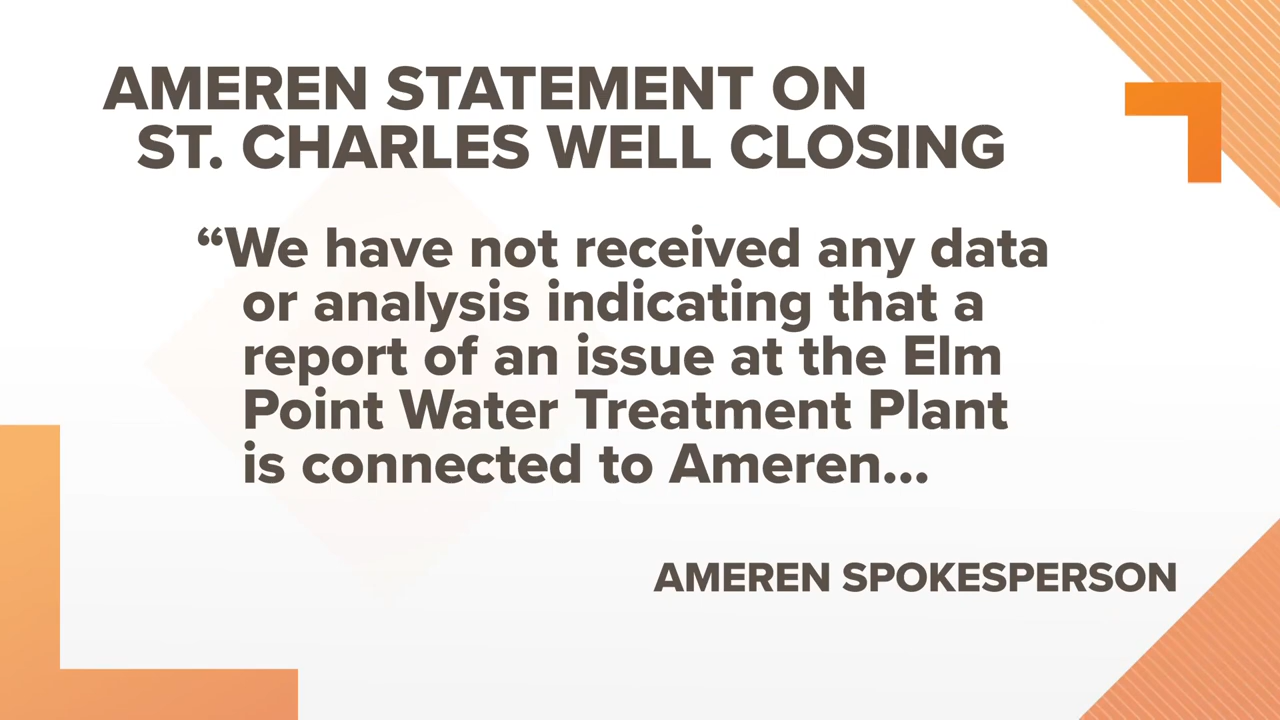 AMEREN STATEMENT ON
ST. CHARLES WELL CLOSING
“We have not received any data
or analysis indicating that a
report of an issue at the Elm
Point Water Treatment Plant
is connected to Ameren...
AMEREN SPOKESPERSON